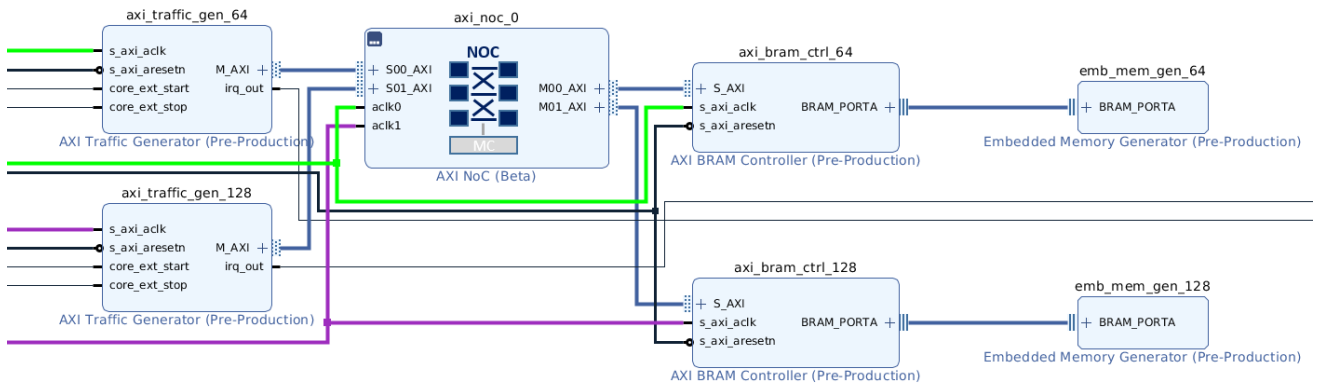 axi_traffic_gen_64
s_axi_aclk
s_axi_aresetn
core_ext_start
core_ext_stop
M_AXI
irq_out
AXI Traffic Generator (Pre-Production)
axi_noc_0
NOC
S00_AXI
S01_AXI
aclk0
aclk1
M00_AXI
M01_AXI
MC
AXI NoC (Beta)
axi_bram_ctrl_64
S_AXI
s_axi_aclk
s_axi_aresetn
BRAM_PORTA
AXI BRAM Controller (Pre-Production)
emb_mem_gen_64
BRAM_PORTA
Embedded Memory Generator (Pre-Production)
axi_traffic_gen_128
s_axi_aclk
s_axi_aresetn
core_ext_start
core_ext_stop
M_AXI
irq_out
AXI Traffic Generator (Pre-Production)
axi_bram_ctrl_128
S_AXI
s_axi_aclk
s_axi_aresetn
BRAM_PORTA
AXI BRAM Controller (Pre-Production)
emb_mem_gen_128
BRAM_PORTA
Embedded Memory Generator (Pre-Production)